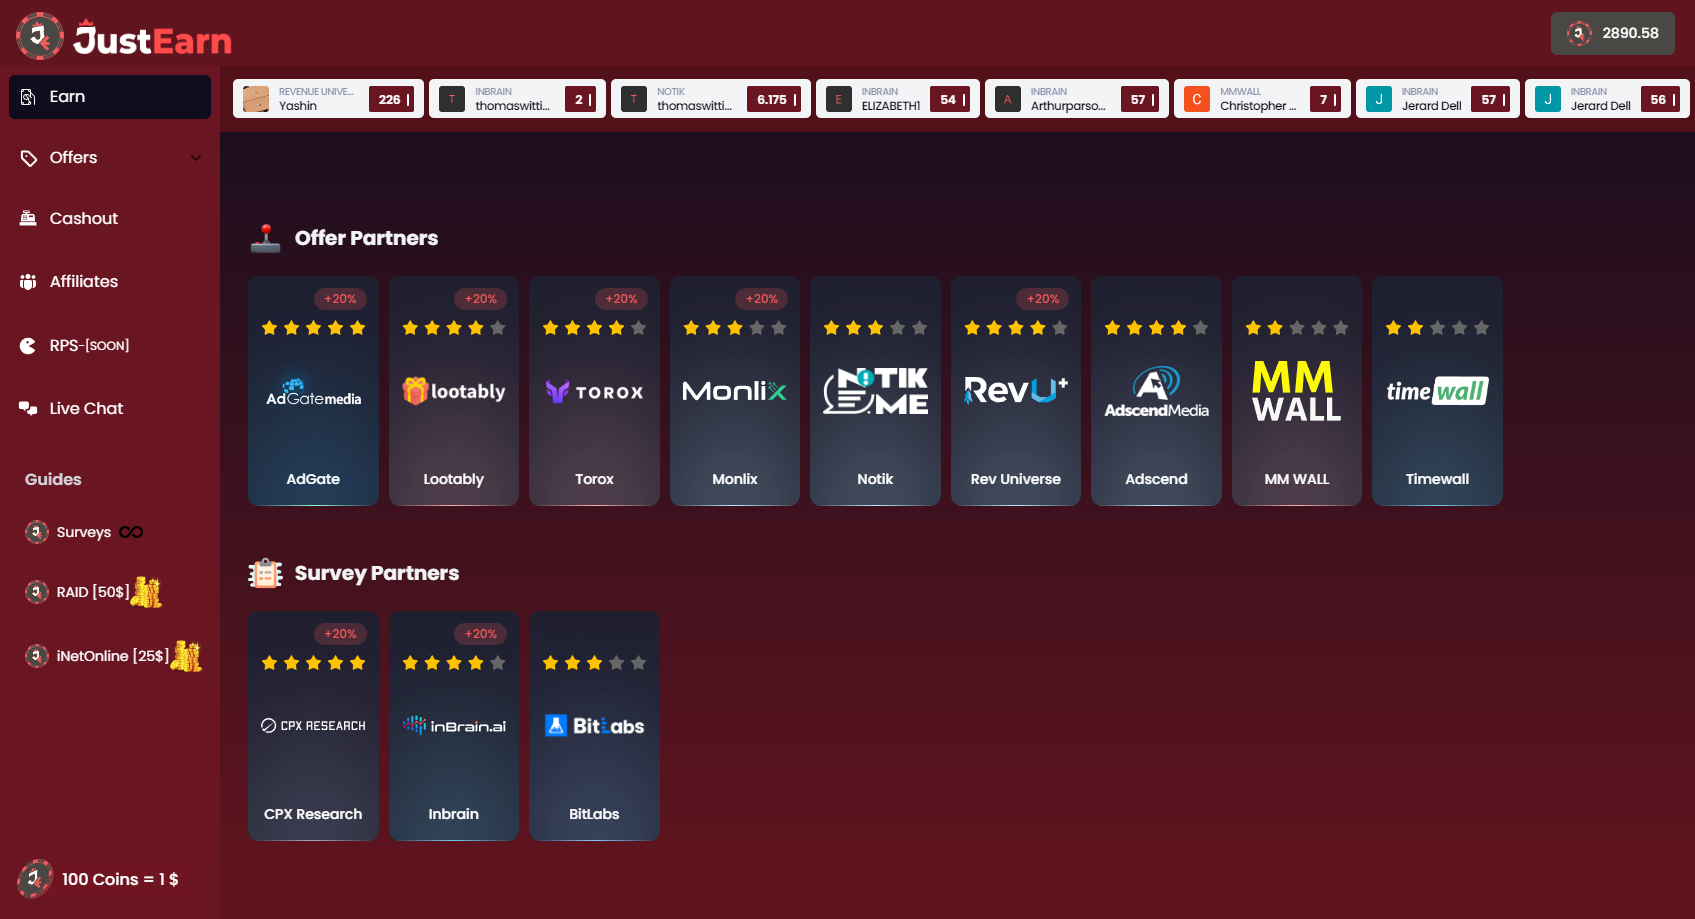 JustEarn
2890.58
Earn
Offers
Cashout
Affiliates
RPS-[SOON]
Live Chat
Guides
Surveys
RAID [50$]
iNetOnline [25$]
100 Coins = 1 $
REVENUE UNIVE...
Yashin
226
INBRAIN
thomaswitti...
2
NOTIK
thomaswitti...
6.175
INBRAIN
ELIZABETH1
54
INBRAIN
Arthurparso...
57
MMWALL
Christopher ...
7
INBRAIN
Jerard Dell
57
INBRAIN
Jerard Dell
56
T
T
E
A
C
J
J
Offer Partners
+20%
AdGatemedia
AdGate
+20%
lootably
Lootably
+20%
TOROX
Torox
+20%
Monlix
Monlix
NOTIK
ME
Notik
+20%
RevU+
Rev Universe
AdscendMedia
Adscend
MM
WALL
MM WALL
timewall
Timewall
Survey Partners
+20%
CPX RESEARCH
CPX Research
+20%
inBrain.ai
Inbrain
BitLabs
BitLabs